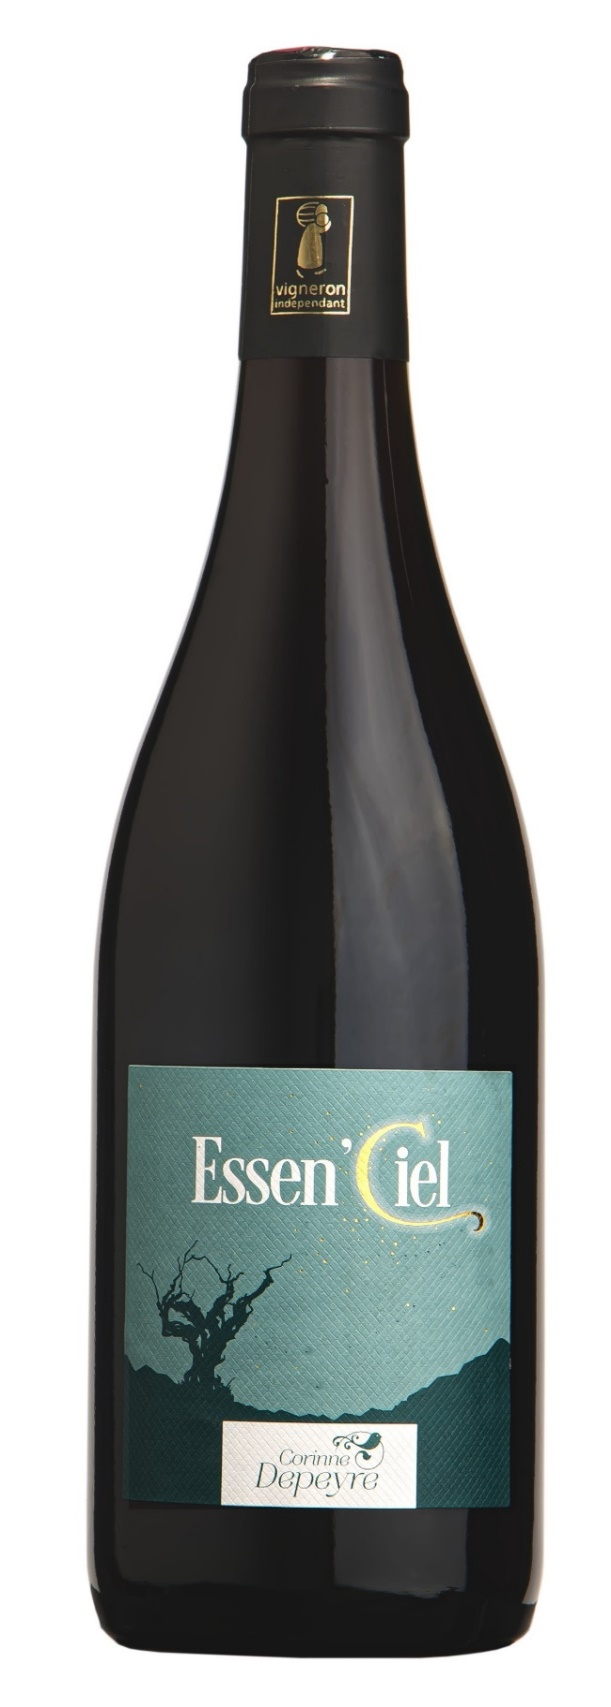 vigneron
indépendant
Essen'Ciel
Corinne
Depeyre